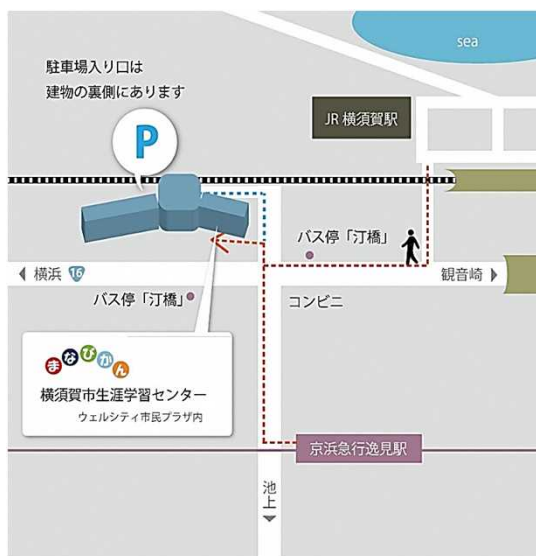 sea
駐車場入り口は
建物の裏側にあります
P
JR 横須賀駅
バス停「汀橋」
横浜 16
観音崎
バス停「汀橋」
コンビニ
まなびかん
横須賀市生涯学習センター
ウェルシティ市民プラザ内
京浜急行逸見駅
池上